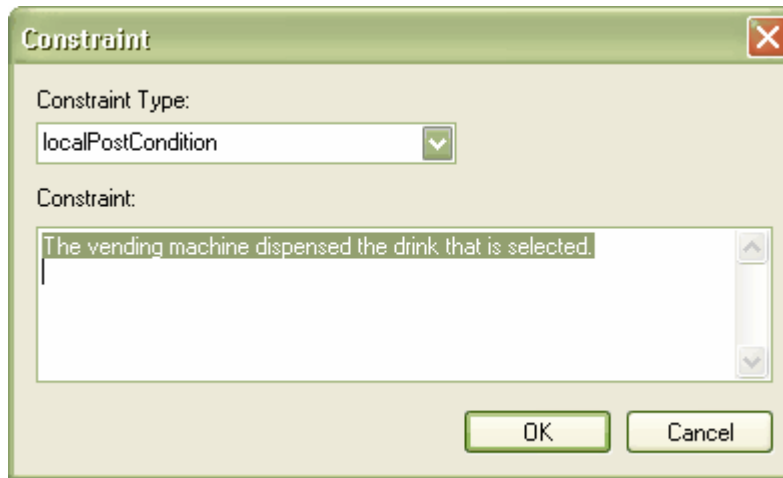 Constraint
Constraint Type:
localPostCondition
Constraint:
The vending machine dispensed the drink that is selected.
OK
Cancel